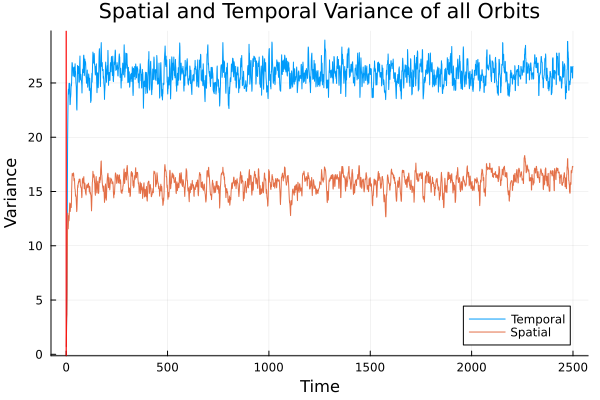 Spatial and Temporal Variance of all Orbits
Variance
25
20
15
10
5
0
Temporal
Spatial
0 500 1000 1500 2000 2500
Time